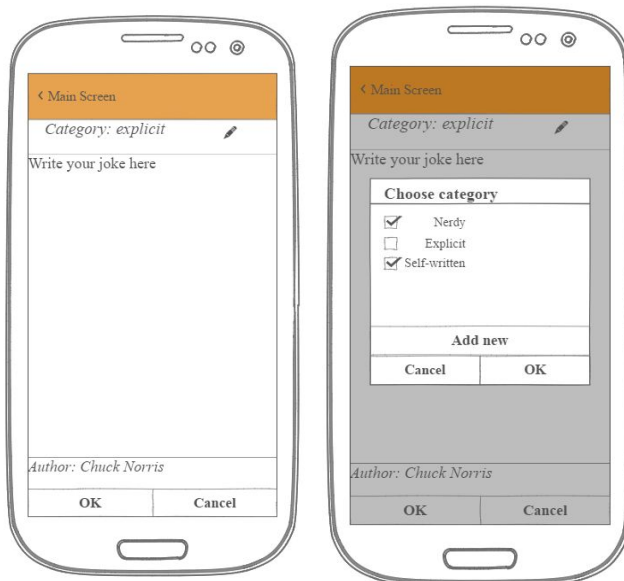 < Main Screen
Category: explicit
Write your joke here
Author: Chuck Norris
OK Cancel
< Main Screen
Category: explicit
Write your joke here
Choose category
Nerdy
Explicit
Self-written
Add new
Cancel OK
Author: Chuck Norris
OK Cancel